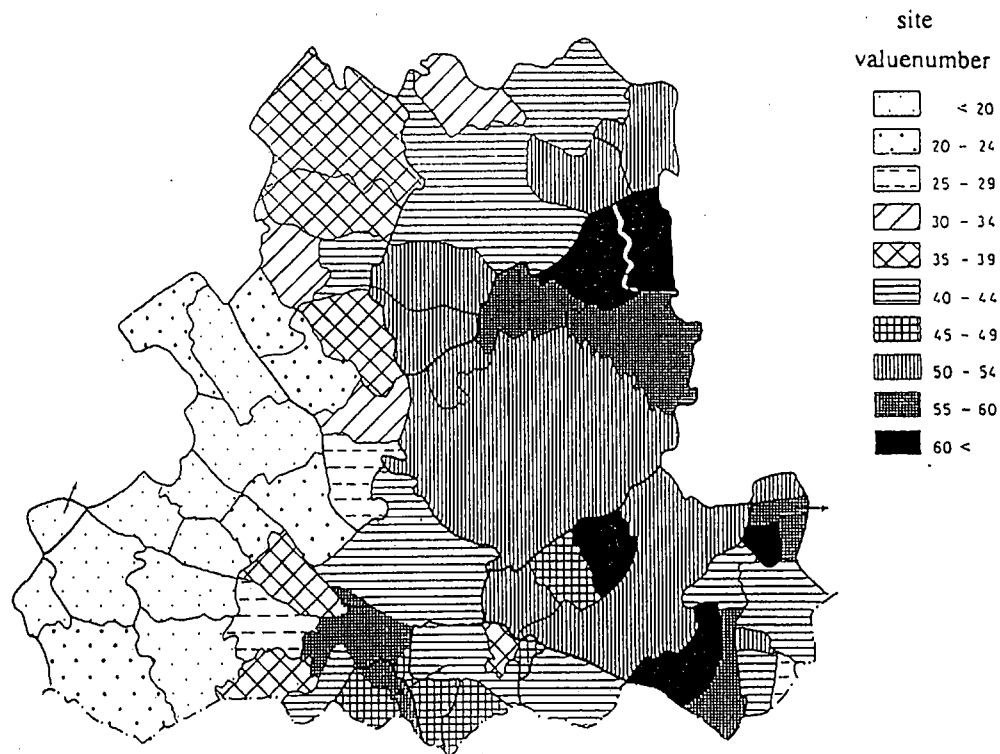 site
valuenumber
< 20
20 – 24
25 – 29
30 – 34
35 – 39
40 – 44
45 – 49
50 – 54
55 – 60
60 <